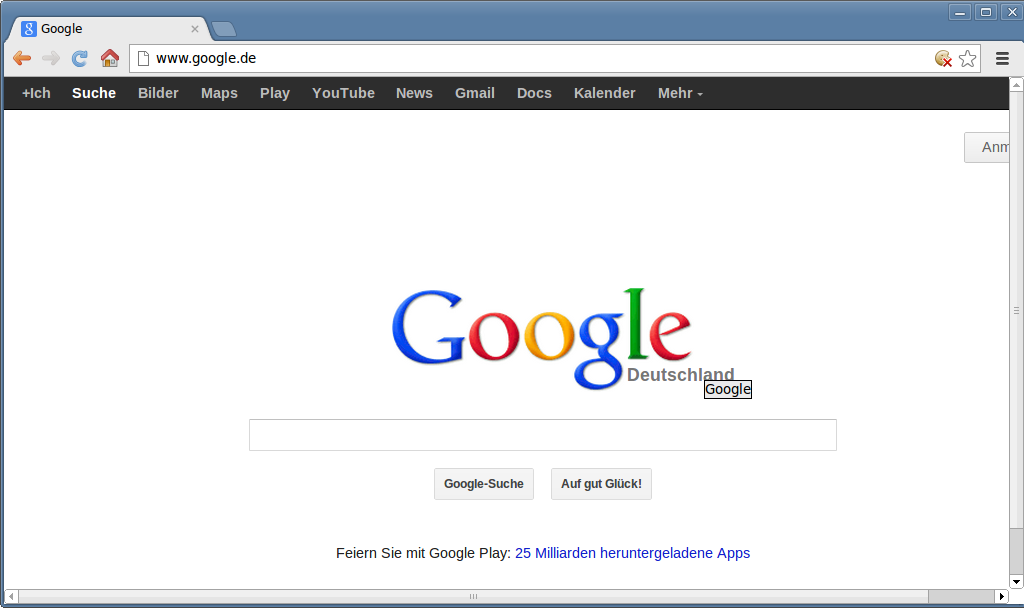 Google
www.google.de
+Ich Suche Bilder Maps Play YouTube News Gmail Docs Kalender Mehr
Anm
Google
Deutschland
Google
Google-Suche Auf gut Glück!
Feiern Sie mit Google Play: 25 Milliarden heruntergeladene Apps